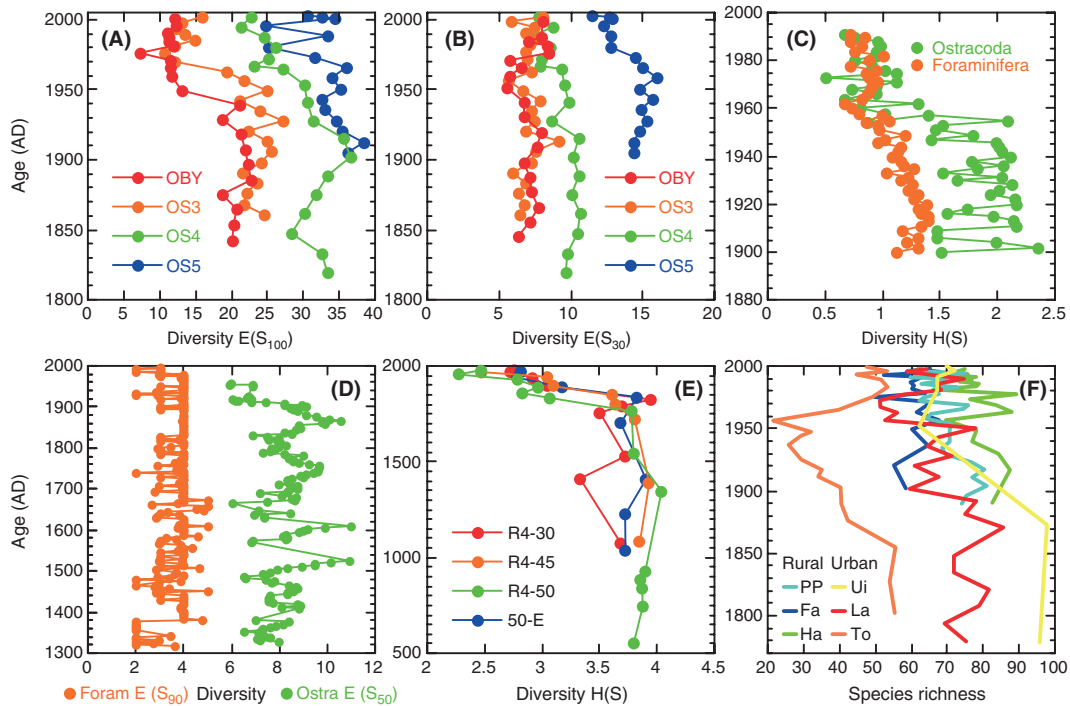 (A)
Age (AD)
2000
1950
1900
1850
1800
OBY
OS3
OS4
OS5
0 5 10 15 20 25 30 35 40
Diversity E(S100)
(B)
2000
1950
1900
1850
1800
OBY
OS3
OS4
OS5
0 5 10 15 20
Diversity E(S30)
(C)
2000
1980
1960
1940
1920
1900
1880
Ostracoda
Foraminifera
0 0.5 1 1.5 2 2.5
Diversity H(S)
(D)
Age (AD)
2000
1900
1800
1700
1600
1500
1400
1300
0 2 4 6 8 10 12
Foram E (S90) Diversity Ostra E (S50)
(E)
2000
1500
1000
500
R4-30
R4-45
R4-50
50-E
2 2.5 3 3.5 4 4.5
Diversity H(S)
(F)
2000
1950
1900
1850
1800
Rural Urban
PP Ui
Fa La
Ha To
20 30 40 50 60 70 80 90 100
Species richness